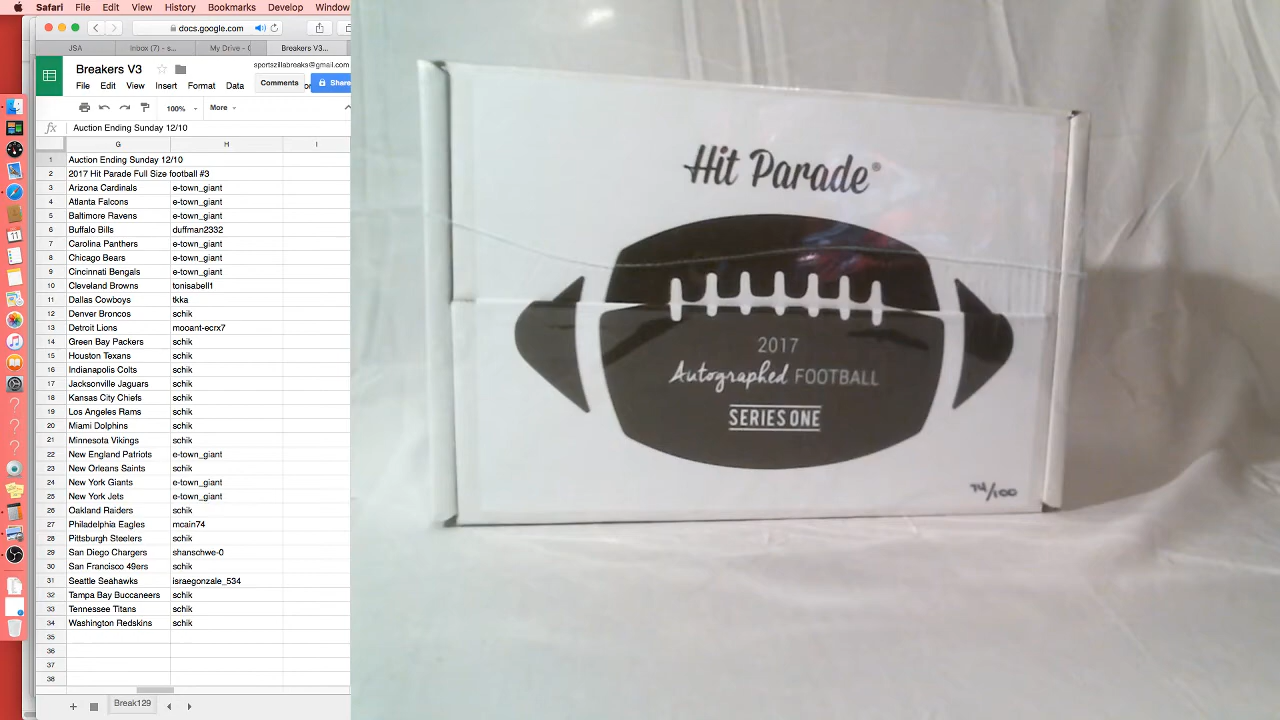 Safari File Edit View History Bookmarks Develop Window
docs.google.com
JSA Inbox (7) - s... My Drive - G Breakers V3...
Breakers V3
sportszillabreaks@gmail.com
File Edit View Insert Format Data
Comments Share
100% More
fx Auction Ending Sunday 12/10
G H I
1 Auction Ending Sunday 12/10
2 2017 Hit Parade Full Size football #3
3 Arizona Cardinals e-town_giant
4 Atlanta Falcons e-town_giant
5 Baltimore Ravens e-town_giant
6 Buffalo Bills duffman2332
7 Carolina Panthers e-town_giant
8 Chicago Bears e-town_giant
9 Cincinnati Bengals e-town_giant
10 Cleveland Browns tonisabell1
11 Dallas Cowboys tkka
12 Denver Broncos schik
13 Detroit Lions mooant-ecrx7
14 Green Bay Packers schik
15 Houston Texans schik
16 Indianapolis Colts schik
17 Jacksonville Jaguars schik
18 Kansas City Chiefs schik
19 Los Angeles Rams schik
20 Miami Dolphins schik
21 Minnesota Vikings schik
22 New England Patriots e-town_giant
23 New Orleans Saints schik
24 New York Giants e-town_giant
25 New York Jets e-town_giant
26 Oakland Raiders schik
27 Philadelphia Eagles mcain74
28 Pittsburgh Steelers schik
29 San Diego Chargers shanschwe-0
30 San Francisco 49ers schik
31 Seattle Seahawks israegonzale_534
32 Tampa Bay Buccaneers schik
33 Tennessee Titans schik
34 Washington Redskins schik
35
36
37
38
Break129
Hit Parade®
2017
Autographed FOOTBALL
SERIES ONE
74/100